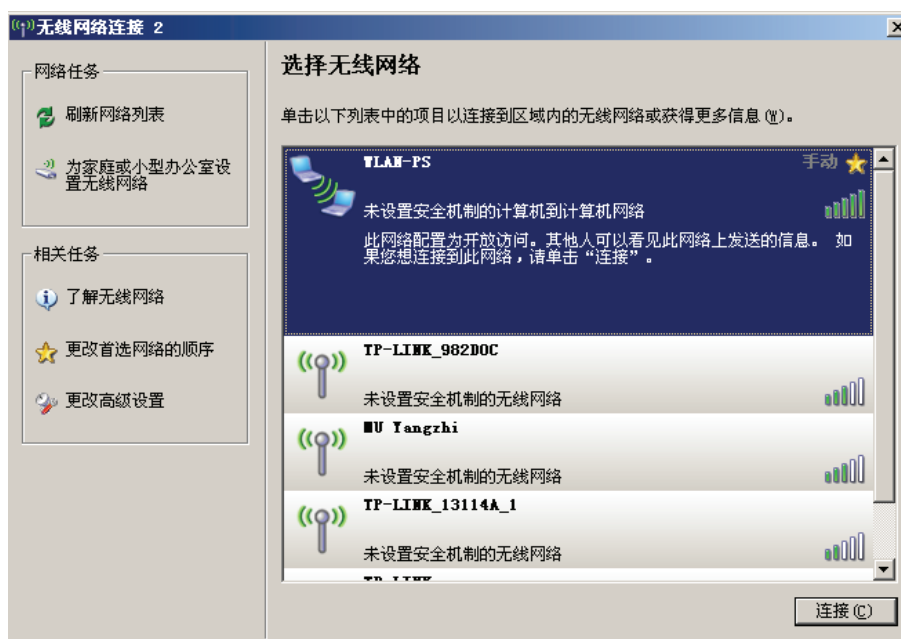 无线网络连接 2
网络任务
刷新网络列表
为家庭或小型办公室设
置无线网络
相关任务
了解无线网络
更改首选网络的顺序
更改高级设置
选择无线网络
单击以下列表中的项目以连接到区域内的无线网络或获得更多信息(W)。
WLAN-PS
手动
未设置安全机制的计算机到计算机网络
此网络配置为开放访问。其他人可以看见此网络上发送的信息。 如
果您想连接到此网络，请单击“连接”。
TP-LINK_982D0C
未设置安全机制的无线网络
MU Yangzhi
未设置安全机制的无线网络
TP-LINK_13114A_1
未设置安全机制的无线网络
TP-LINK
连接(C)